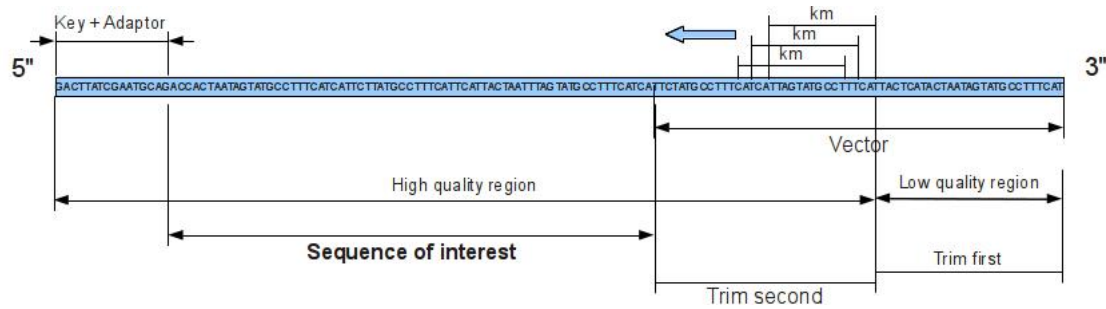 km
Key + Adaptor
km
km
5"
3"
GACTTATCGAATGCAGACCACTAATAGTATGCCTTTCATCATTCTTATGCCTTTCATTCATTACTAATTTAGTATGCCTTTCATCATTCTATGCCTTTCATCATTAGTATGCCTTTCATTACTCATACTAATAGTATGCCTTTCAT
Vector
High quality region
Low quality region
Sequence of interest
Trim first
Trim second